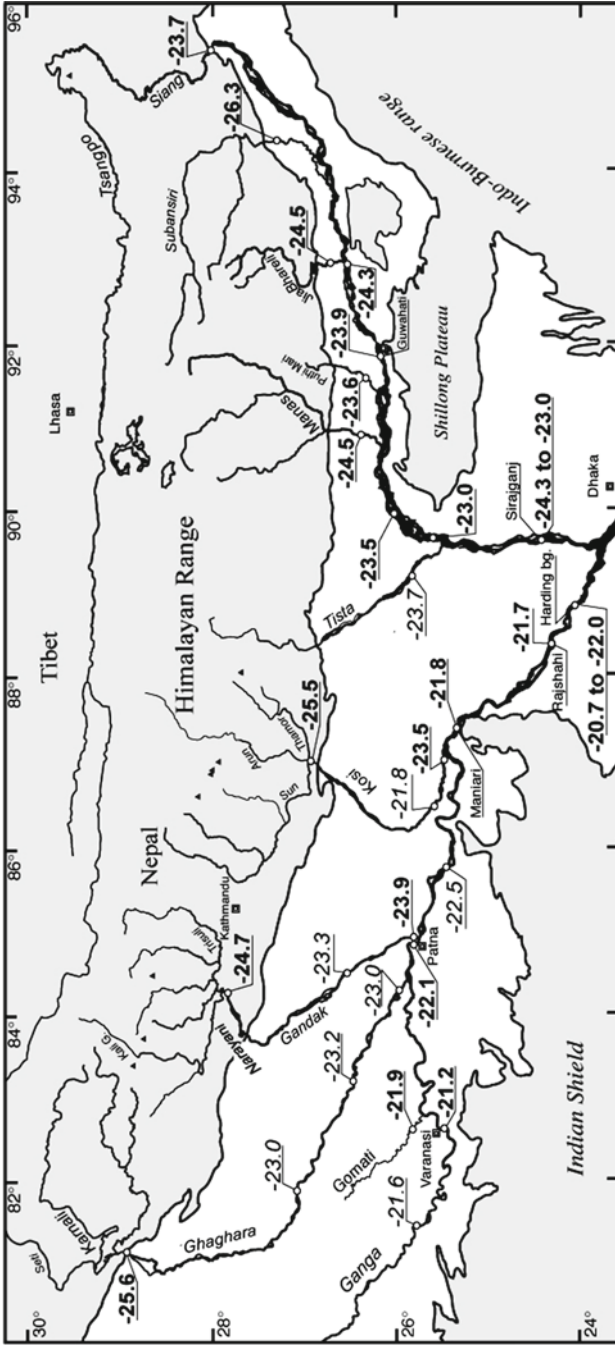 82°
84°
86°
88°
90°
92°
94°
96°
30°
28°
26°
24°
Tibet
Lhasa
Tsangpo
Siang
-23.7
Seti
Karnali
-25.6
Kali G.
Trisuli
Nepal
Himalayan Range
Kathmandu
-24.7
Narayani
Sun
Arun
Thamor
-25.5
Subansiri
-26.3
JiaBhareli
-24.5
-24.3
Manas
-24.5
Puthi Mari
-23.6
-23.9
Guwahati
Indo-Burmese range
Shillong Plateau
Ghaghara
-23.0
-23.2
-23.0
Gandak
-23.3
-23.9
Patna
-22.1
-22.5
Kosi
-21.8
-23.5
-21.8
Maniari
Tista
-23.7
-23.5
-23.0
Ganga
-21.6
Gomati
-21.9
Varanasi
-21.2
Indian Shield
-21.7
Rajshahi
Harding bg.
-20.7 to -22.0
Sirajganj
-24.3 to -23.0
Dhaka